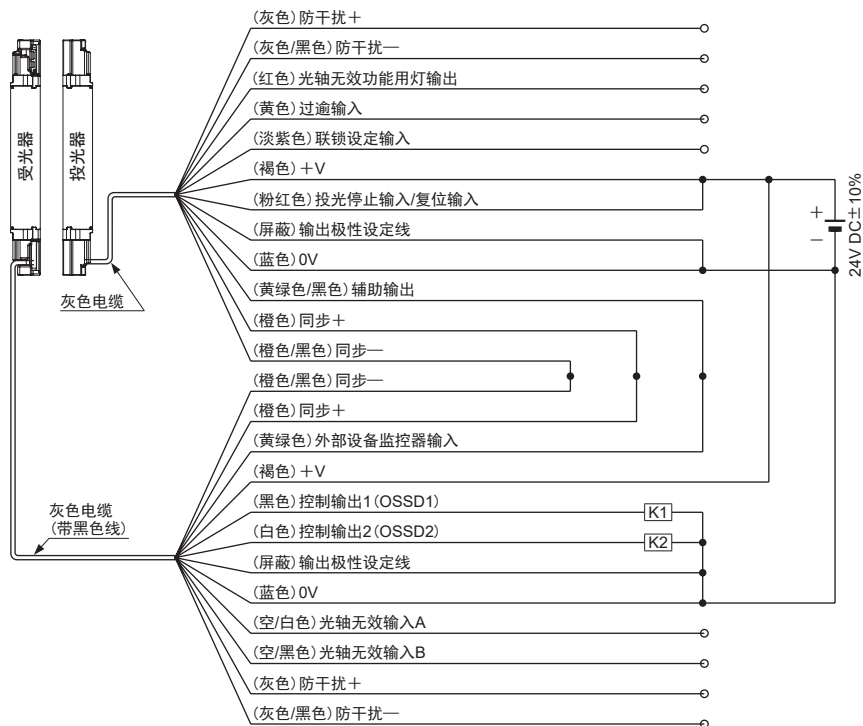 受光器
投光器
灰色电缆
(灰色)防干扰＋
(灰色/黑色)防干扰—
(红色)光轴无效功能用灯输出
(黄色)过逾输入
(淡紫色)联锁设定输入
(褐色)＋V
(粉红色)投光停止输入/复位输入
(屏蔽)输出极性设定线
(蓝色)0V
(黄绿色/黑色)辅助输出
(橙色)同步＋
(橙色/黑色)同步—
＋
－
24V DC±10%
(橙色/黑色)同步—
(橙色)同步＋
(黄绿色)外部设备监控器输入
(褐色)＋V
(黑色)控制输出1(OSSD1)
K1
(白色)控制输出2(OSSD2)
K2
(屏蔽)输出极性设定线
(蓝色)0V
(空/白色)光轴无效输入A
(空/黑色)光轴无效输入B
(灰色)防干扰＋
(灰色/黑色)防干扰—
灰色电缆
(带黑色线)